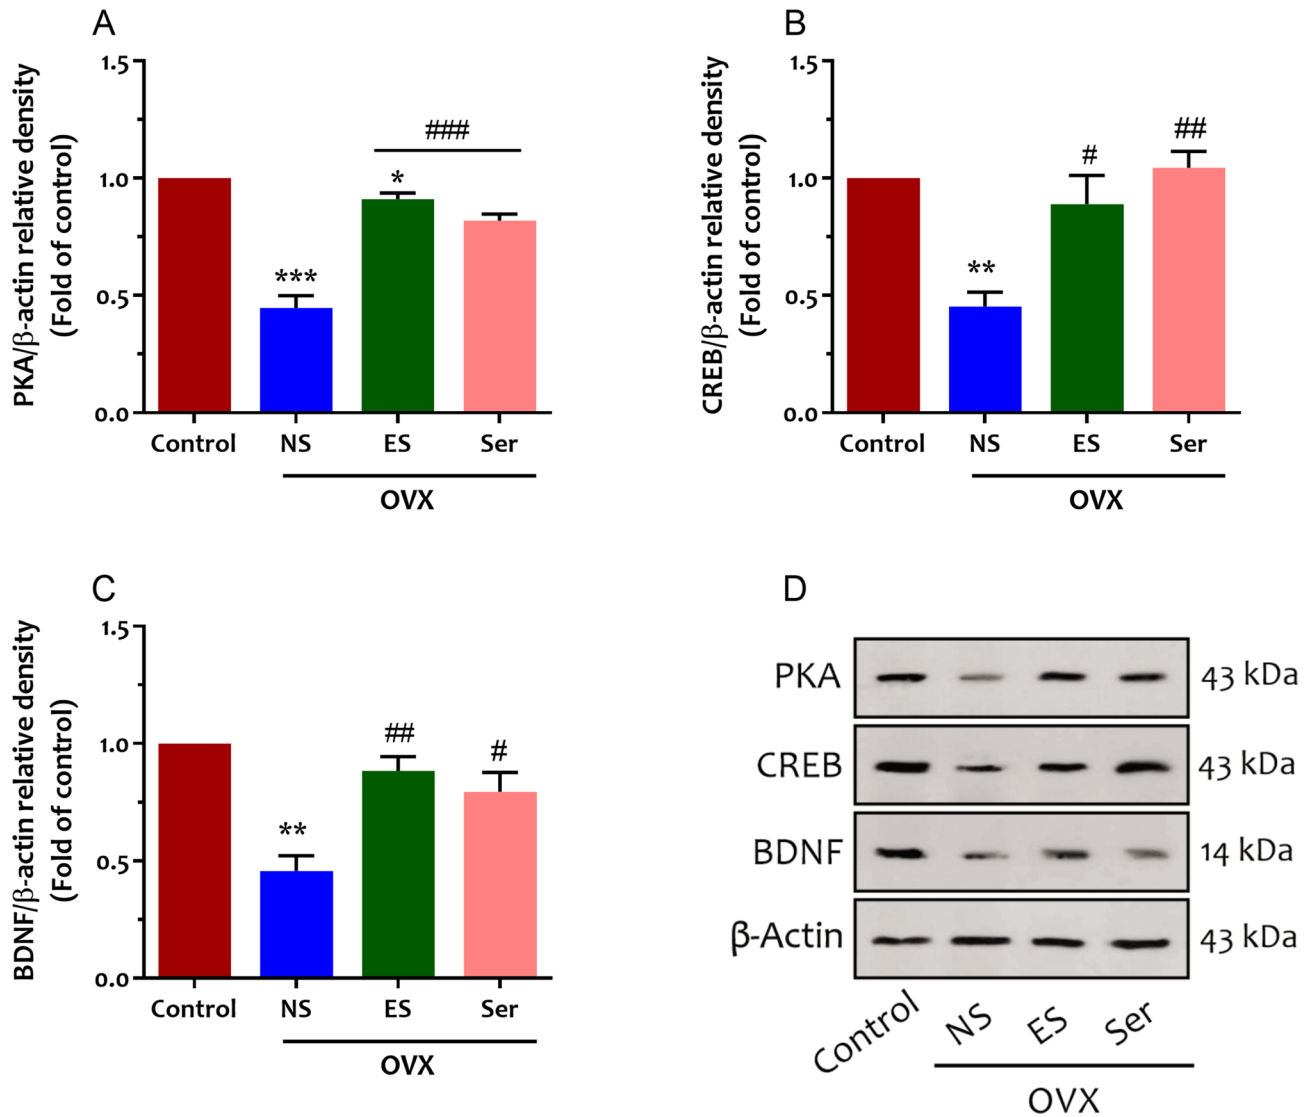 A
PKA/β-actin relative density
(Fold of control)
1.5
1.0
0.5
0.0
###
*
***
Control NS ES Ser
OVX
B
CREB/β-actin relative density
(Fold of control)
1.5
1.0
0.5
0.0
##
#
**
Control NS ES Ser
OVX
C
BDNF/β-actin relative density
(Fold of control)
1.5
1.0
0.5
0.0
##
#
**
Control NS ES Ser
OVX
D
PKA 43 kDa
CREB 43 kDa
BDNF 14 kDa
β-Actin 43 kDa
Control NS ES Ser
OVX